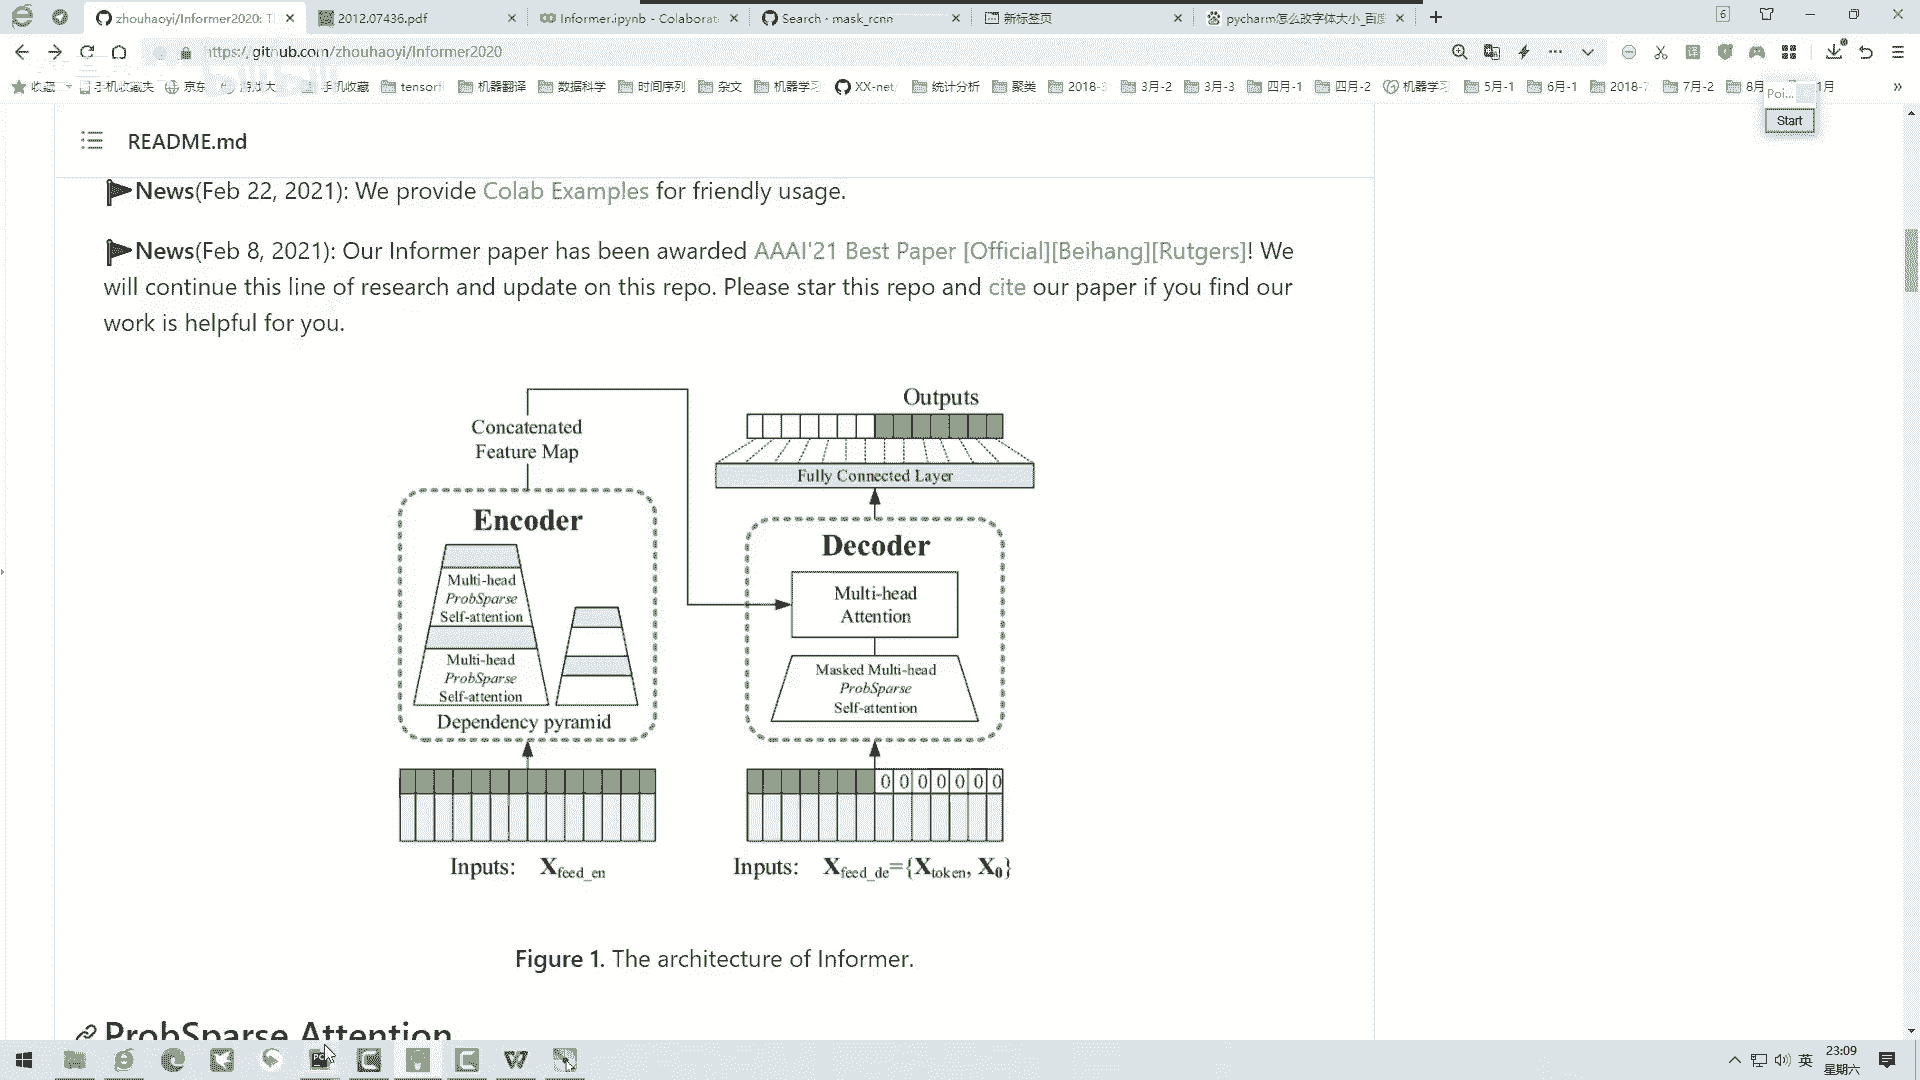 zhouhaoyi/Informer2020: T
2012.07436.pdf
Informer.ipynb - Colaborat
Search · mask_rcnn
新标签页
pycharm怎么改字体大小_百度
6
https://github.com/zhouhaoyi/Informer2020
收藏
手机收藏夹
京东
游戏大
手机收藏
tensorf
机器翻译
数据科学
时间序列
杂文
机器学习
XX-net/
统计分析
聚类
2018-3
3月-2
3月-3
四月-1
四月-2
机器学习
5月-1
6月-1
2018-7
7月-2
8月
1月
Poi...
Start
README.md
News(Feb 22, 2021): We provide Colab Examples for friendly usage.
News(Feb 8, 2021): Our Informer paper has been awarded AAAI'21 Best Paper [Official][Beihang][Rutgers]! We
will continue this line of research and update on this repo. Please star this repo and cite our paper if you find our
work is helpful for you.
Concatenated
Feature Map
Encoder
Multi-head
ProbSparse
Self-attention
Multi-head
ProbSparse
Self-attention
Dependency pyramid
Inputs: Xfeed_en
Outputs
Fully Connected Layer
Decoder
Multi-head
Attention
Masked Multi-head
ProbSparse
Self-attention
0 0 0 0 0 0 0
Inputs: Xfeed_de={Xtoken, X0}
Figure 1. The architecture of Informer.
ProbSparse Attention
英
23:09
星期六